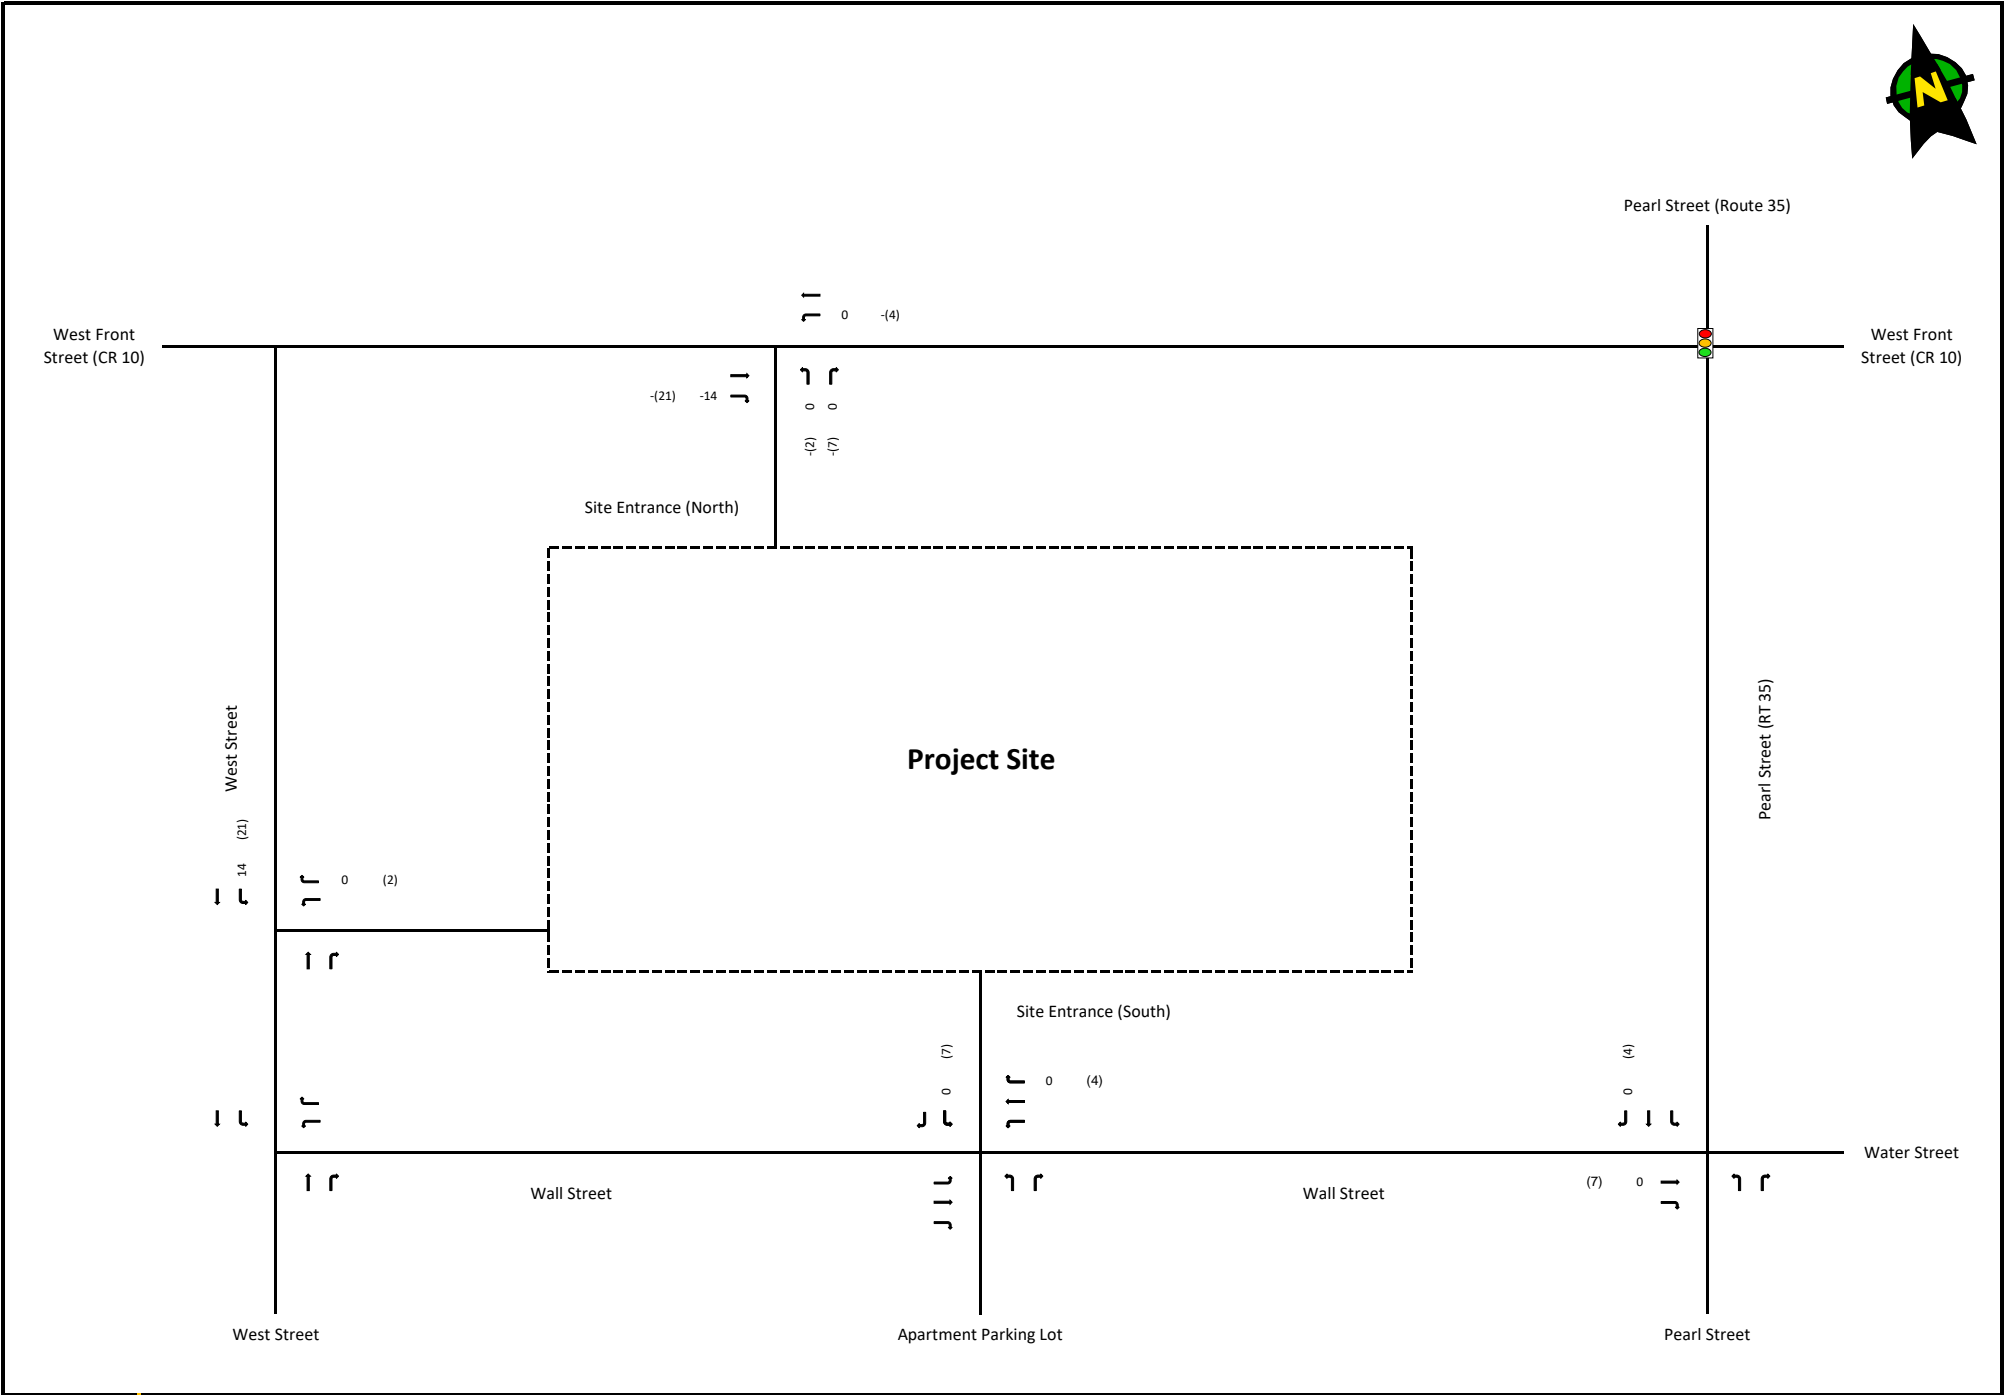 N
Pearl Street (Route 35)
0 -(4)
West Front
Street (CR 10)
West Front
Street (CR 10)
-(21) -14
0 0
-(2) -(7)
Site Entrance (North)
Project Site
West Street
Pearl Street (RT 35)
14 (21)
0 (2)
Site Entrance (South)
0 (7)
0 (4)
0 (4)
Water Street
Wall Street
Wall Street
(7) 0
West Street
Apartment Parking Lot
Pearl Street